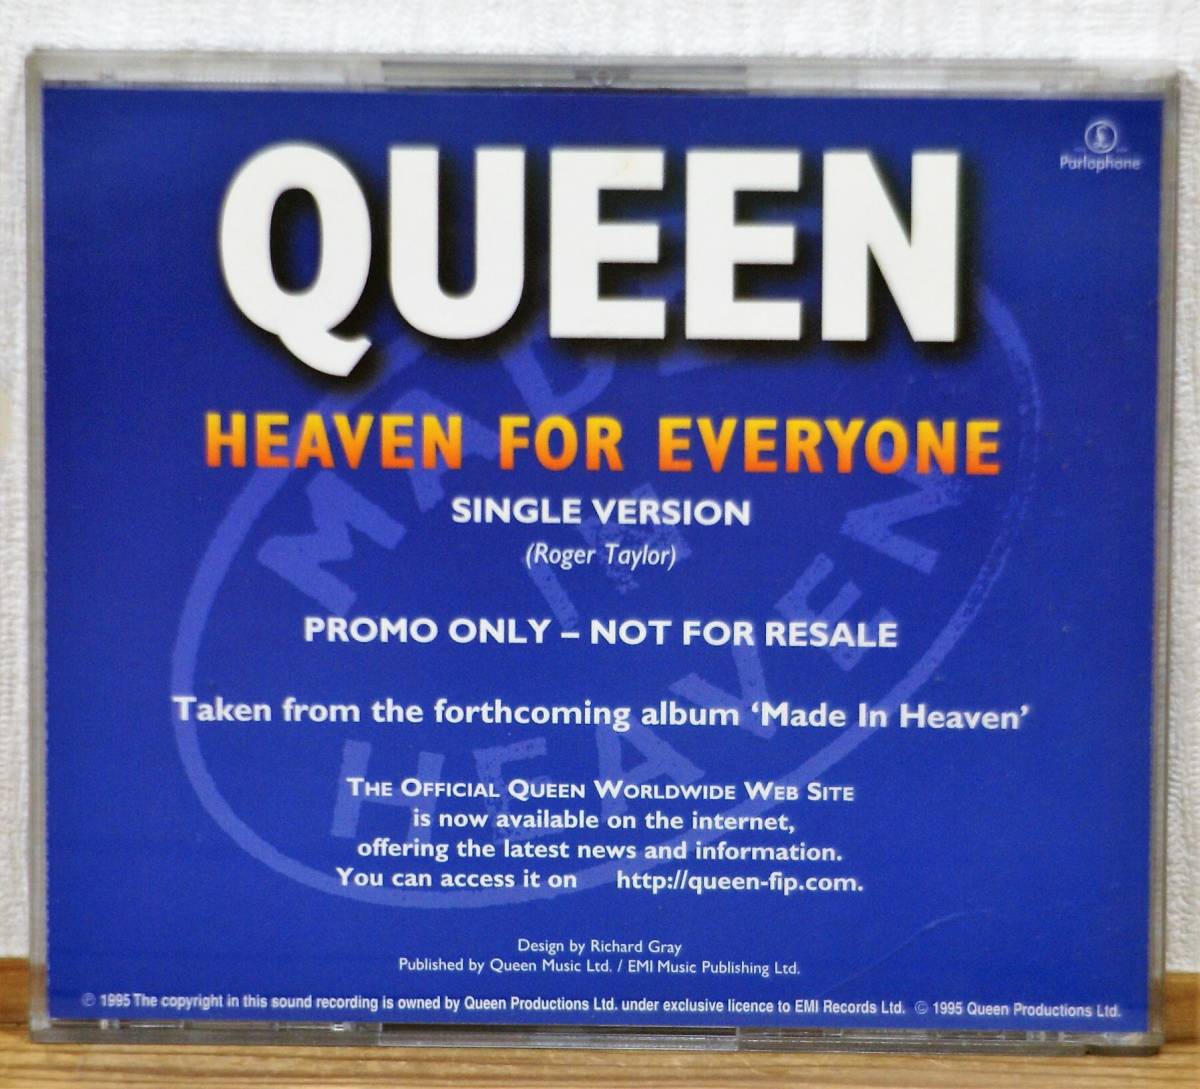 QUEEN
Parlophone
HEAVEN FOR EVERYONE
SINGLE VERSION
(Roger Taylor)
PROMO ONLY – NOT FOR RESALE
Taken from the forthcoming album ‘Made In Heaven’
THE OFFICIAL QUEEN WORLDWIDE WEB SITE
is now available on the internet,
offering the latest news and information.
You can access it on http://queen-fip.com.
Design by Richard Gray
Published by Queen Music Ltd. / EMI Music Publishing Ltd.
℗ 1995 The copyright in this sound recording is owned by Queen Productions Ltd. under exclusive licence to EMI Records Ltd. © 1995 Queen Productions Ltd.
MADE
IN
HEAVEN
HEAVEN